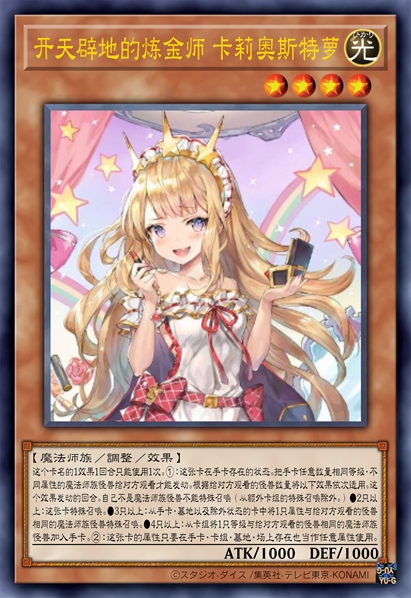 开天辟地的炼金师 卡莉奥斯特萝
ひかり
光
【魔法师族／調整／效果】
这个卡名的1效果1回合只能使用1次。①:这张卡在手卡存在的状态,把手卡任意数量相同等级·不
同属性的魔法师族怪兽给对方观看才能发动。根据给对方观看的怪兽数量将以下效果依次适用。这
个效果发动的回合,自己不是魔法师族怪兽不能特殊召唤（从额外卡组的特殊召唤除外。）●2只以
上:这张卡特殊召唤。●3只以上:从手卡·墓地以及除外状态的卡中将1只属性与给对方观看的怪兽
相同的魔法师族怪兽特殊召唤。●4只以上:从卡组将1只等级与给对方观看的怪兽相同的魔法师族
怪兽加入手卡。②:这张卡的属性只要在手卡·卡组·墓地·场上存在也当作任意属性使用。
ATK/1000 DEF/1000
©スタジオ・ダイス /集英社・テレビ東京・KONAMI
YU-G